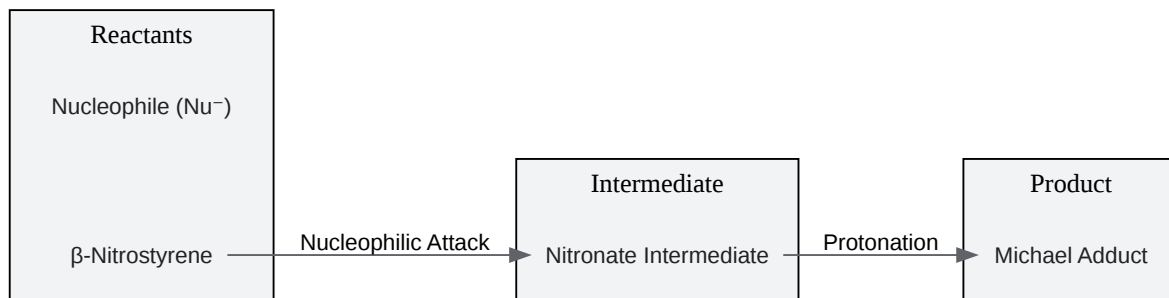 Reactants
Nucleophile (Nu⁻)
β-Nitrostyrene
Nucleophilic Attack
Intermediate
Nitronate Intermediate
Protonation
Product
Michael Adduct